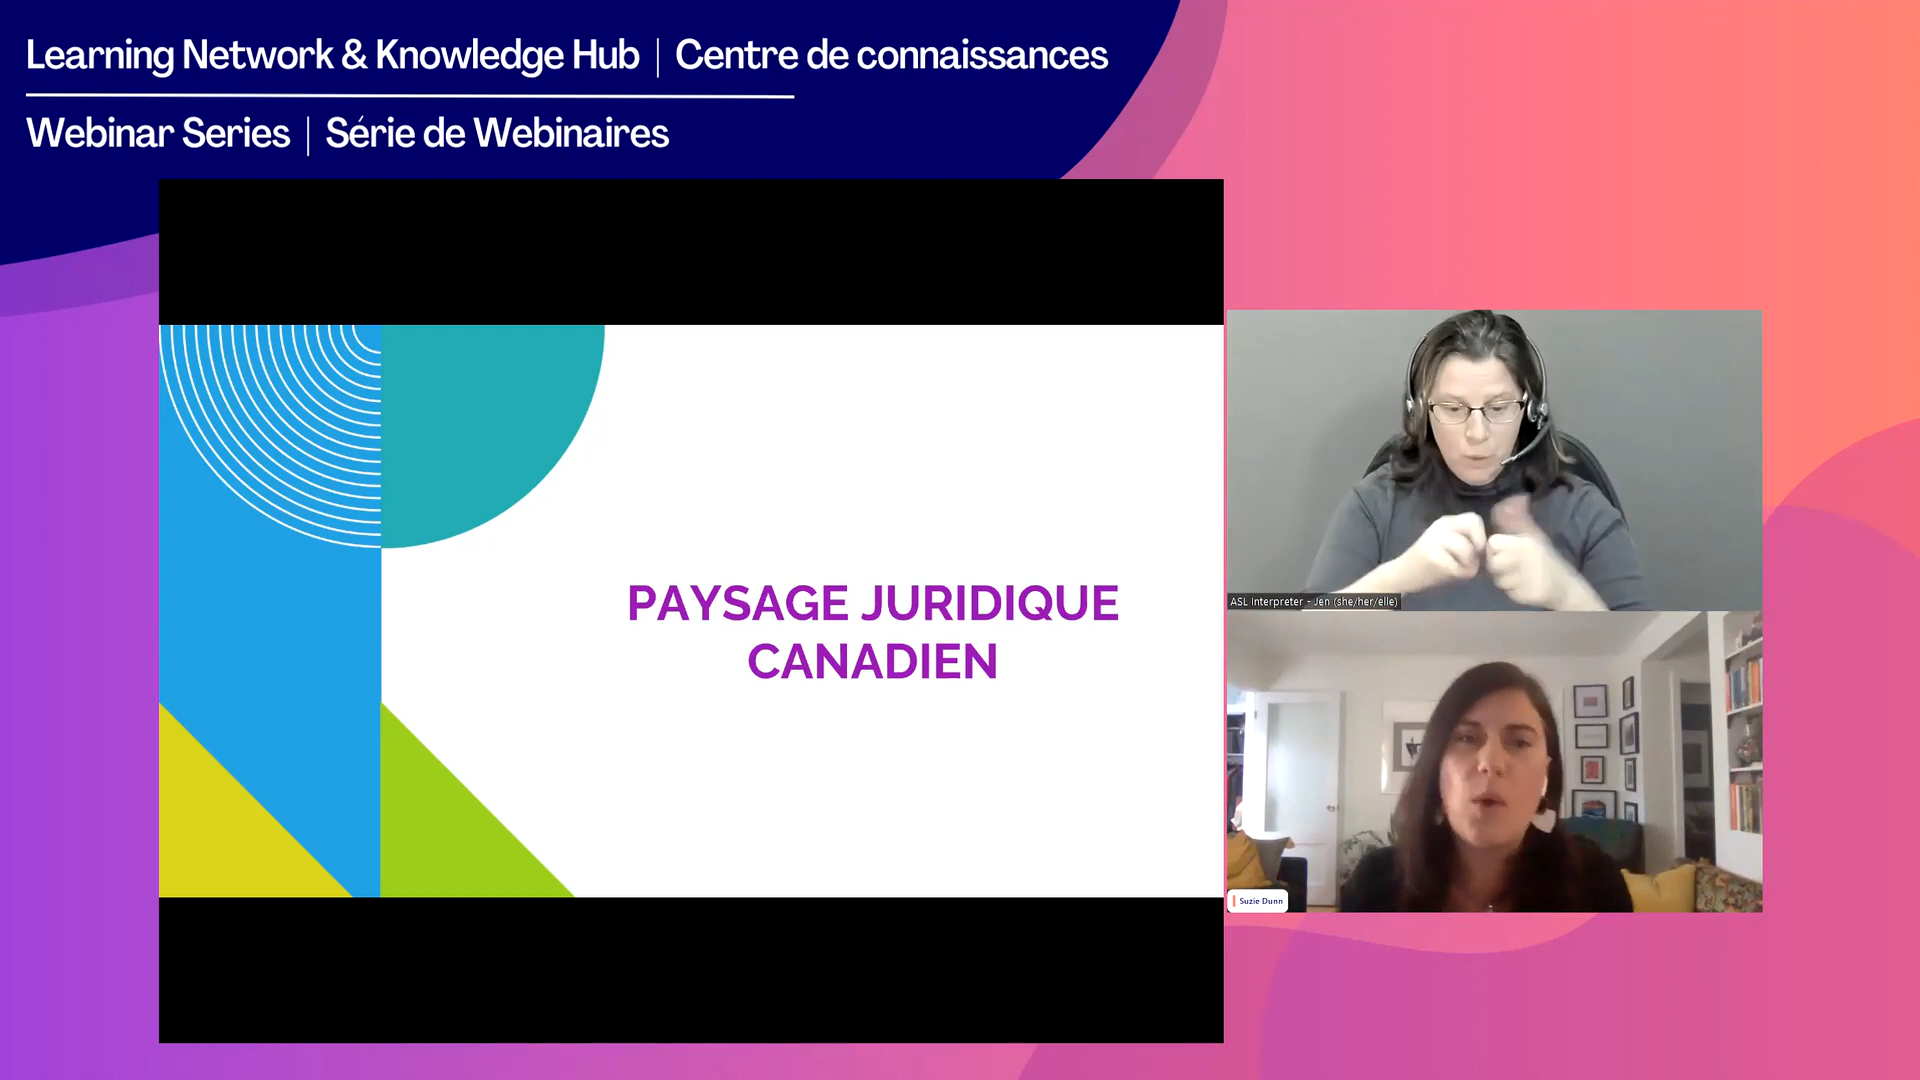 Learning Network & Knowledge Hub | Centre de connaissances
Webinar Series | Série de Webinaires
PAYSAGE JURIDIQUE
CANADIEN
ASL Interpreter - Jen (she/her/elle)
Suzie Dunn